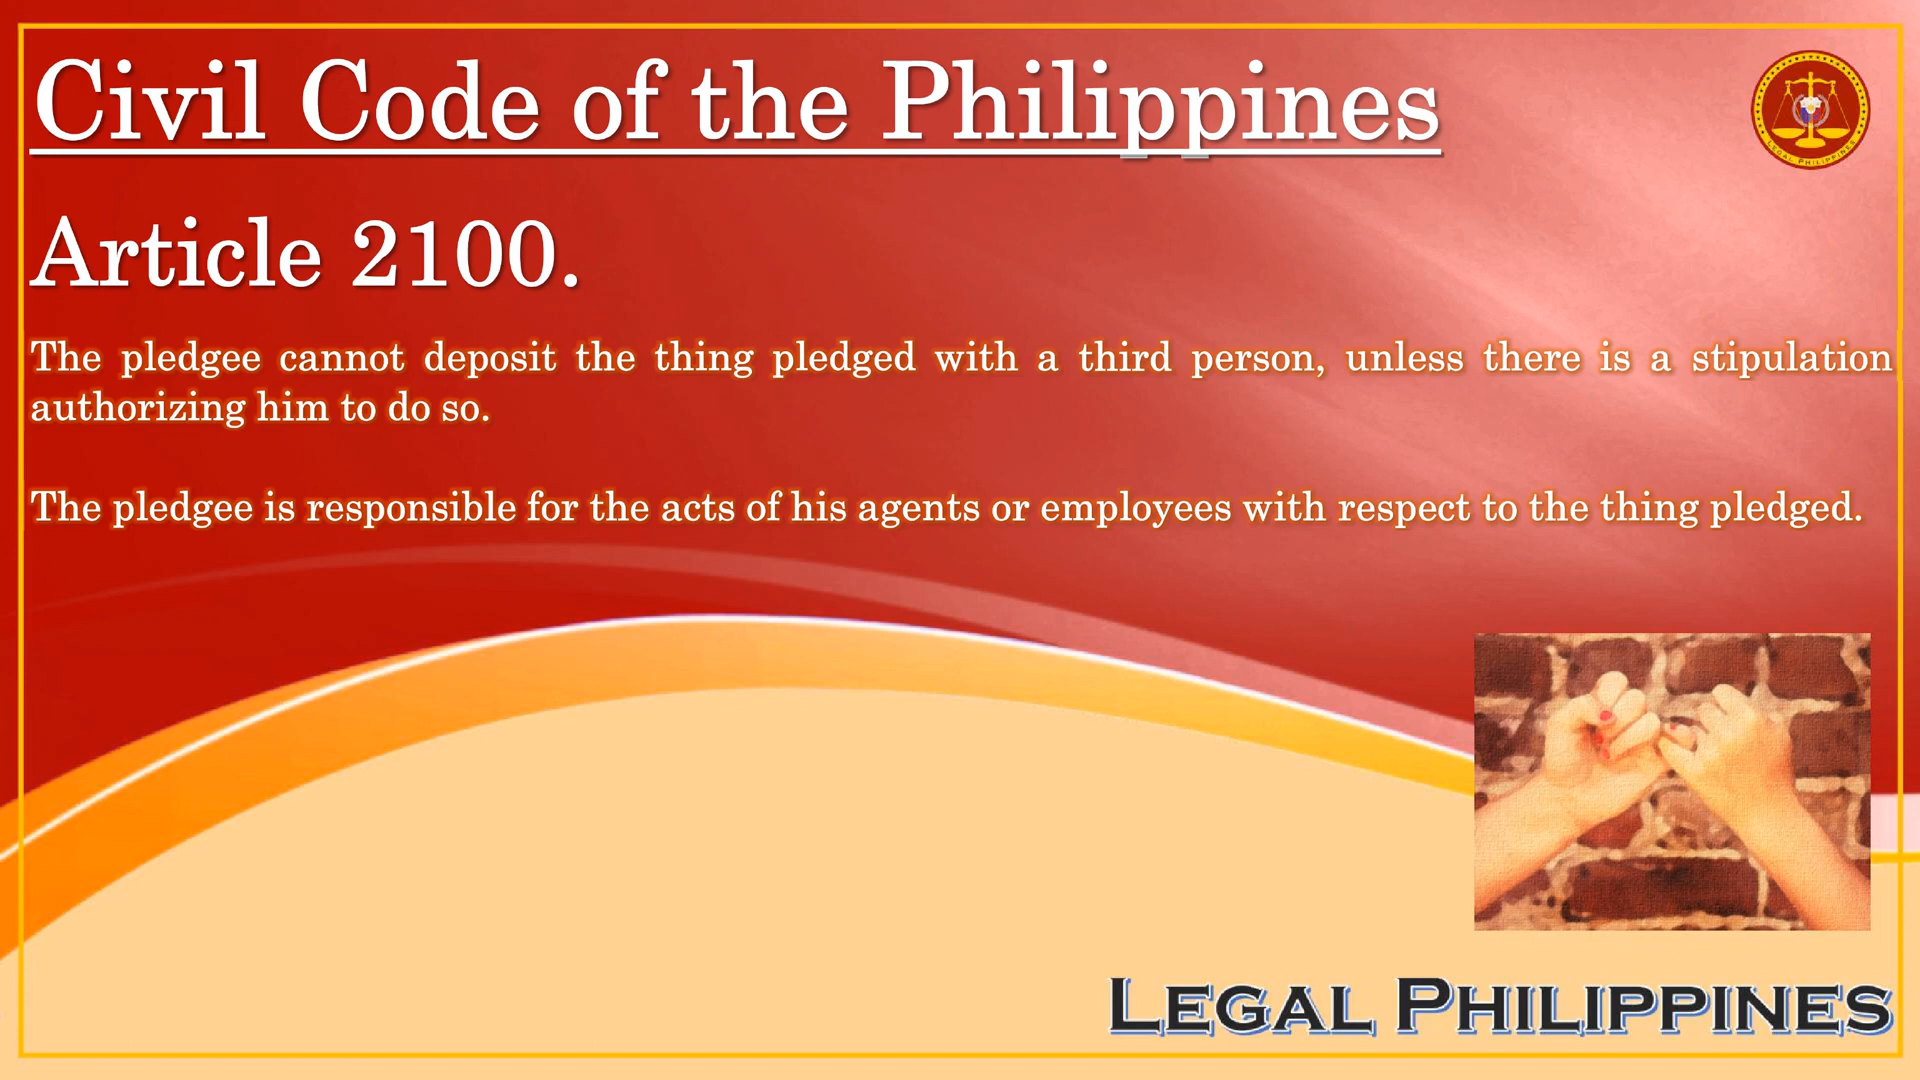 Civil Code of the Philippines
LEGAL PHILIPPINES
Article 2100.
The pledgee cannot deposit the thing pledged with a third person, unless there is a stipulation
authorizing him to do so.
The pledgee is responsible for the acts of his agents or employees with respect to the thing pledged.
LEGAL PHILIPPINES